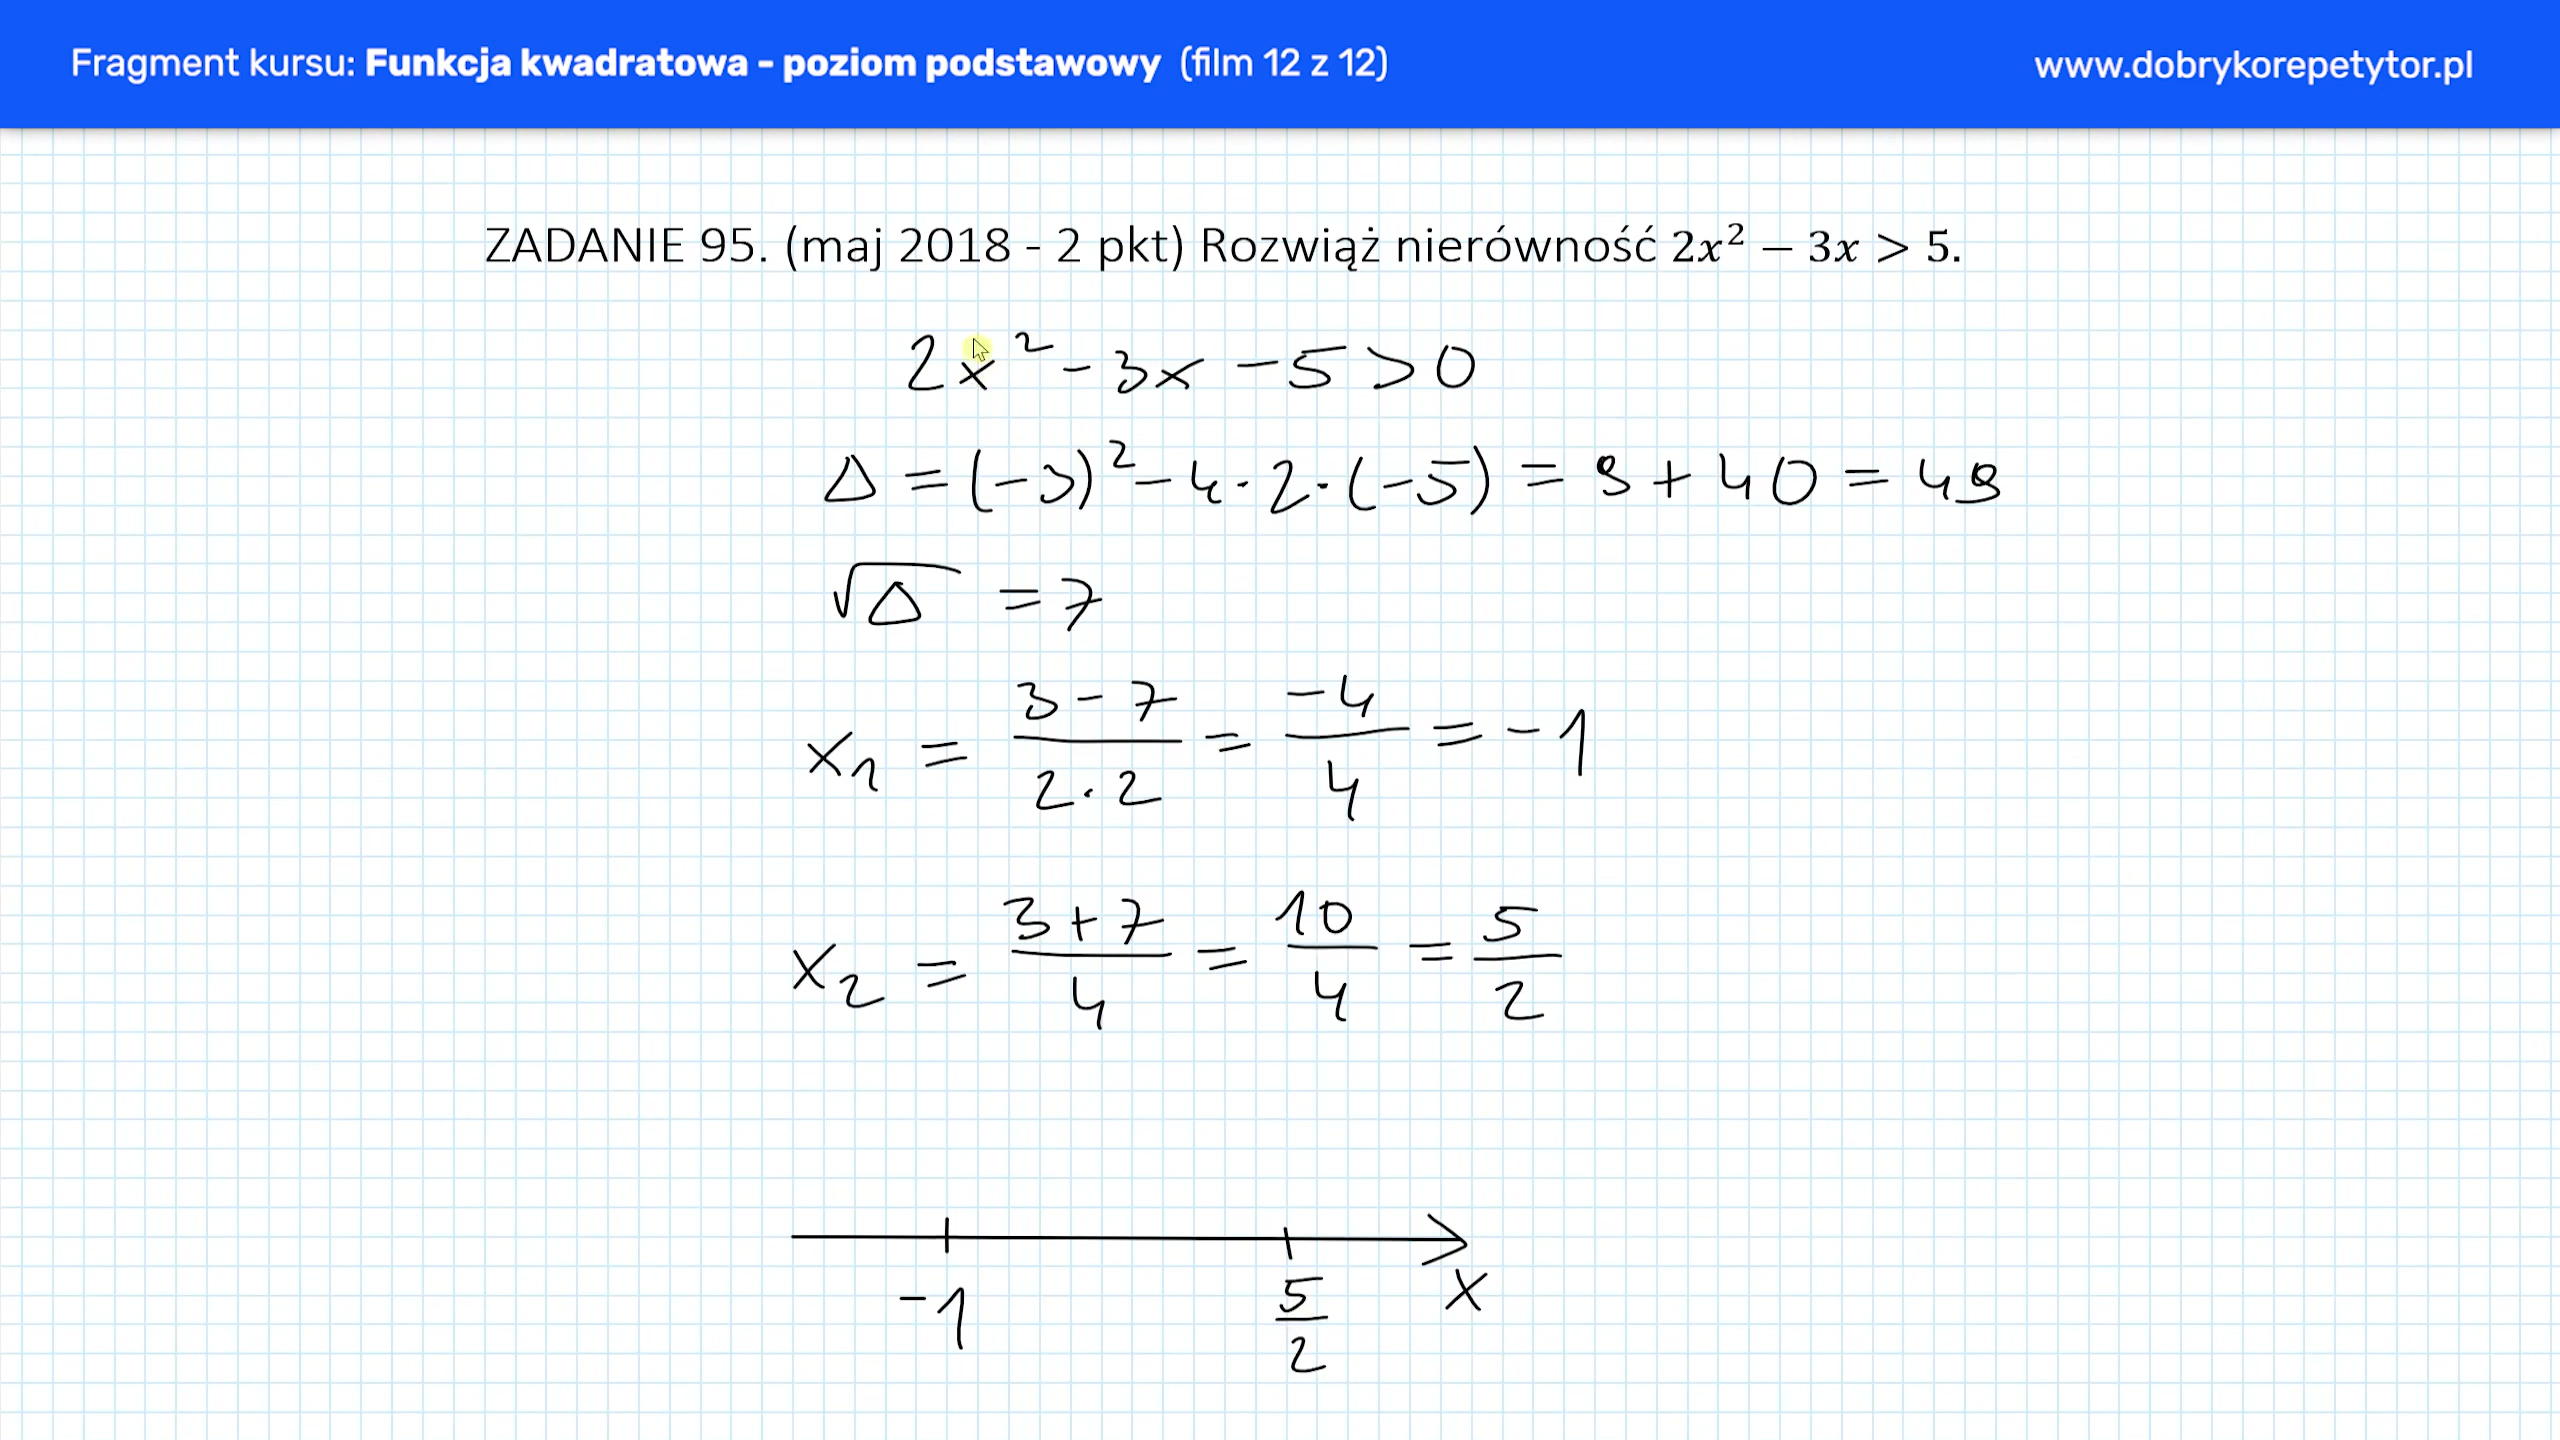 Fragment kursu: Funkcja kwadratowa - poziom podstawowy (film 12 z 12)
www.dobrykorepetytor.pl
ZADANIE 95. (maj 2018 - 2 pkt) Rozwiąż nierówność 2x² − 3x > 5.
2x² - 3x - 5 > 0
Δ = (-3)² - 4 · 2 · (-5) = 9 + 40 = 49
√Δ = 7
x₁ = (3 - 7)/(2 · 2) = -4/4 = -1
x₂ = (3 + 7)/4 = 10/4 = 5/2
-1 5/2 x